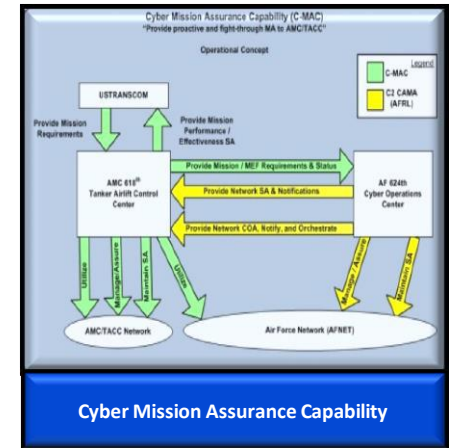 Cyber Mission Assurance Capability (C-MAC)
"Provide proactive and fight-through MA to AMC/TACC"
Operational Concept
Legend
C-MAC
C2 CAMA
(AFRL)
USTRANSCOM
Provide Mission
Requirements
Provide Mission
Performance /
Effectiveness SA
AMC 618th
Tanker Airlift Control
Center
Provide Mission / MEF Requirements & Status
Provide Network SA & Notifications
Provide Network COA, Notify, and Orchestrate
AF 624th
Cyber Operations
Center
Utilize
Manage/Assure
Maintain SA
Utilize
Manage / Assure
Maintain SA
AMC/TACC Network
Air Force Network (AFNET)
Cyber Mission Assurance Capability